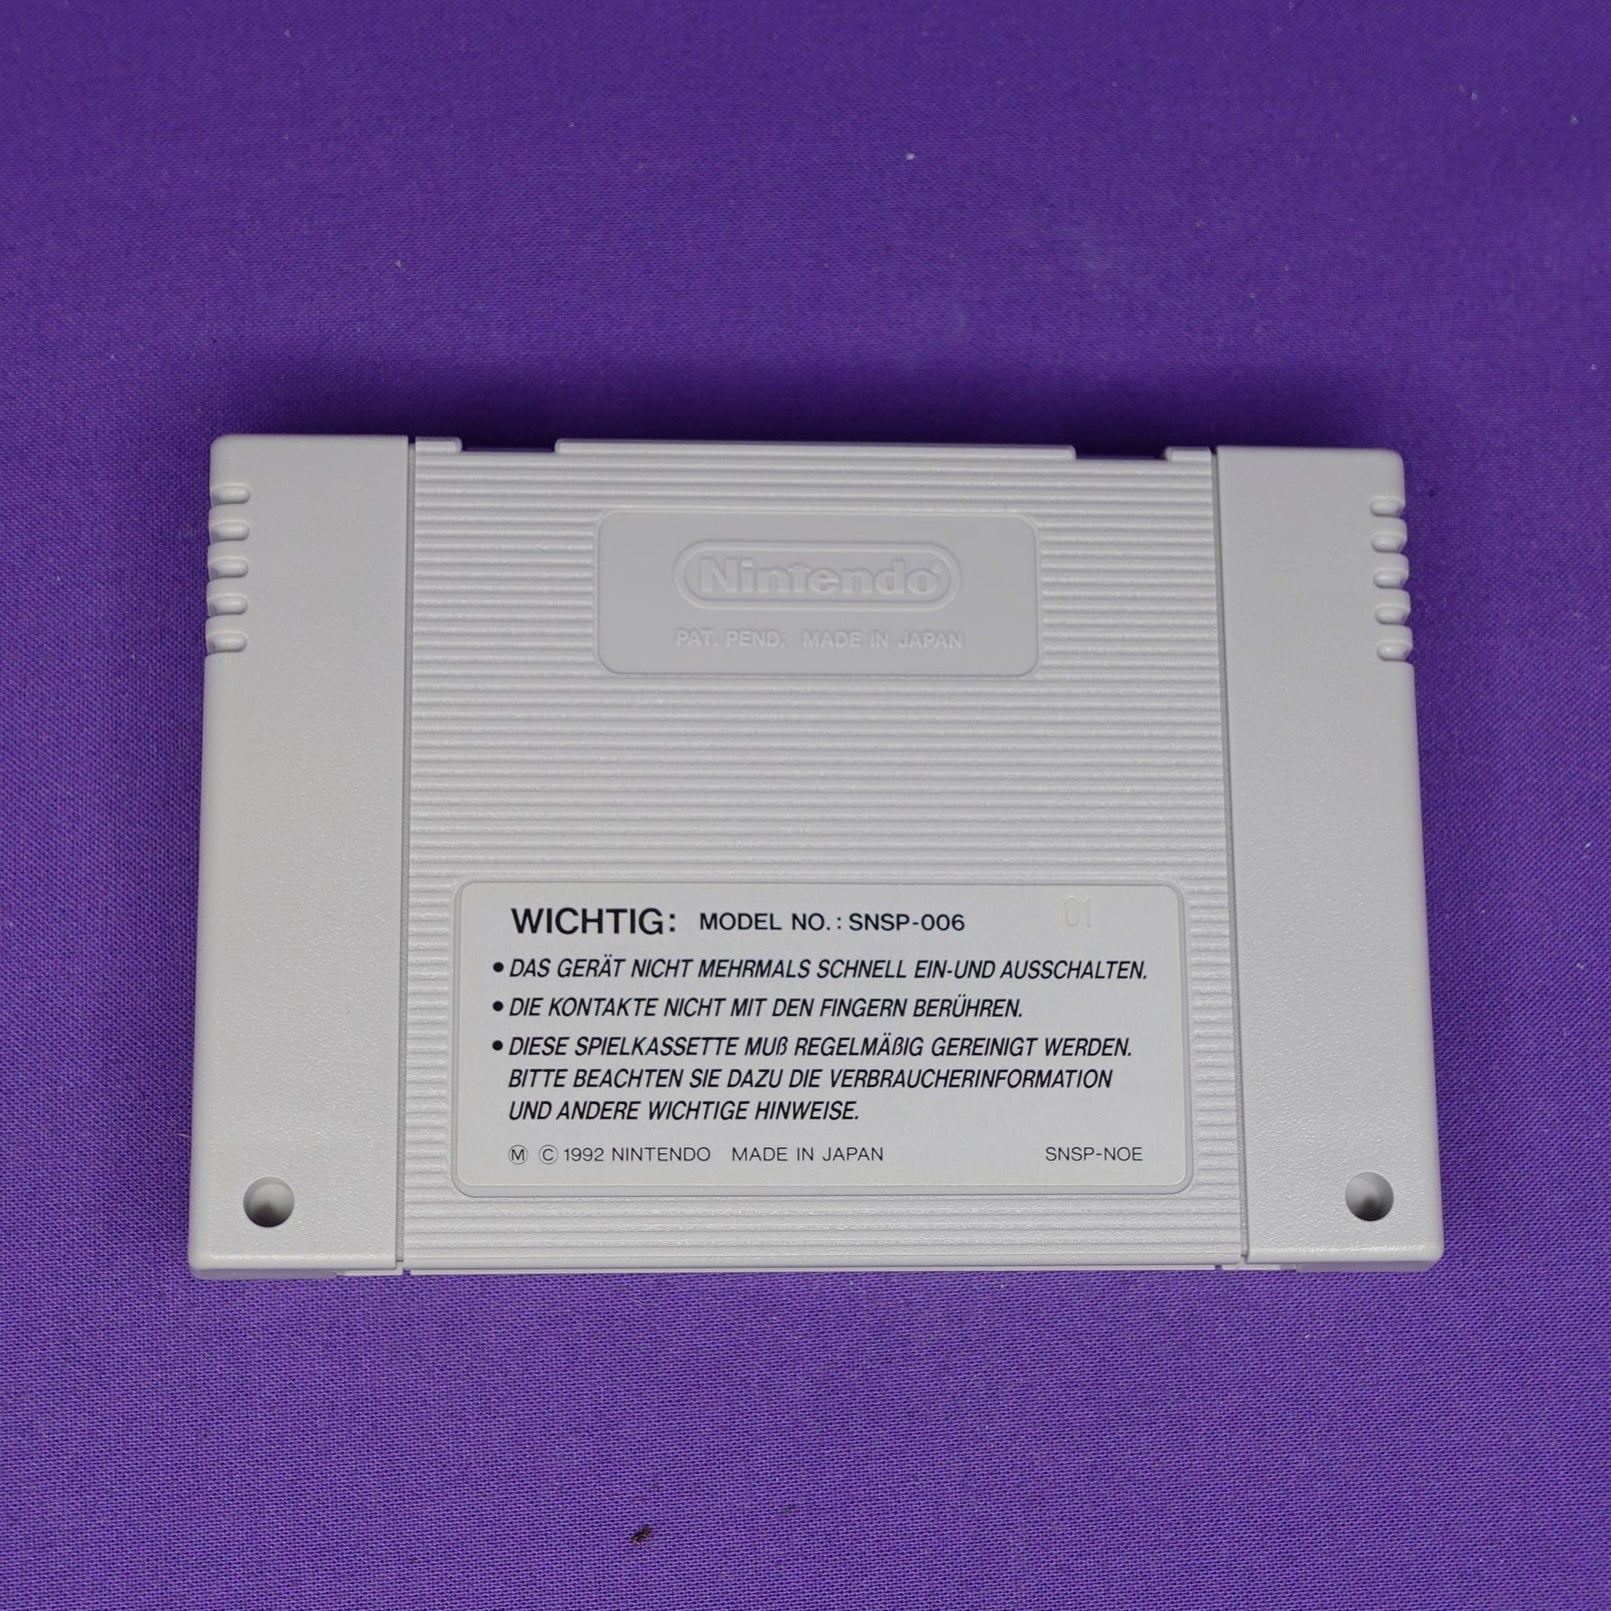 Nintendo®
PAT. PEND. MADE IN JAPAN
WICHTIG: MODEL NO.: SNSP-006 01
• DAS GERÄT NICHT MEHRMALS SCHNELL EIN-UND AUSSCHALTEN.
• DIE KONTAKTE NICHT MIT DEN FINGERN BERÜHREN.
• DIESE SPIELKASSETTE MUß REGELMÄßIG GEREINIGT WERDEN.
BITTE BEACHTEN SIE DAZU DIE VERBRAUCHERINFORMATION
UND ANDERE WICHTIGE HINWEISE.
Ⓜ © 1992 NINTENDO MADE IN JAPAN SNSP-NOE